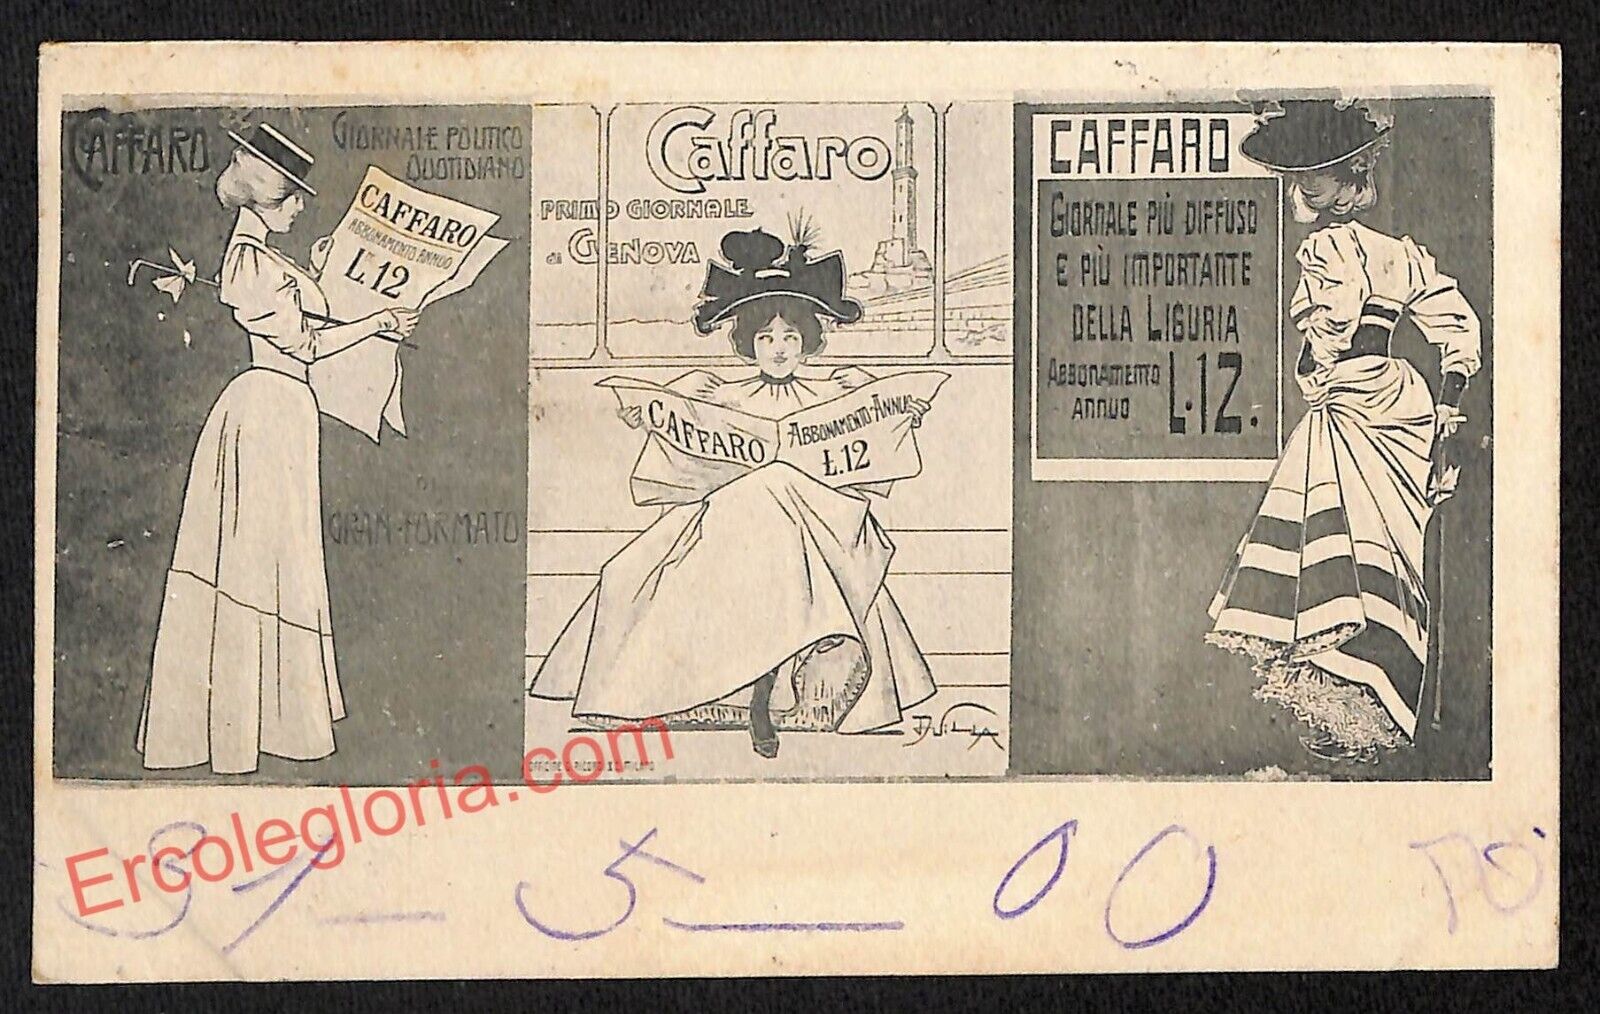 CAFFARO
GIORNALE POLITICO
QUOTIDIANO
CAFFARO
ABBONAMENTO ANNUO
L.12
GRAN-FORMATO
Caffaro
PRIMO GIORNALE
di GENOVA
CAFFARO
ABBONAMENTO-ANNUO
L.12
CAFFARO
GIORNALE PIÙ DIFFUSO
E PIÙ IMPORTANTE
DELLA LIGURIA
ABBONAMENTO
ANNUO
L.12.
31-5-00
Ercolegloria.com